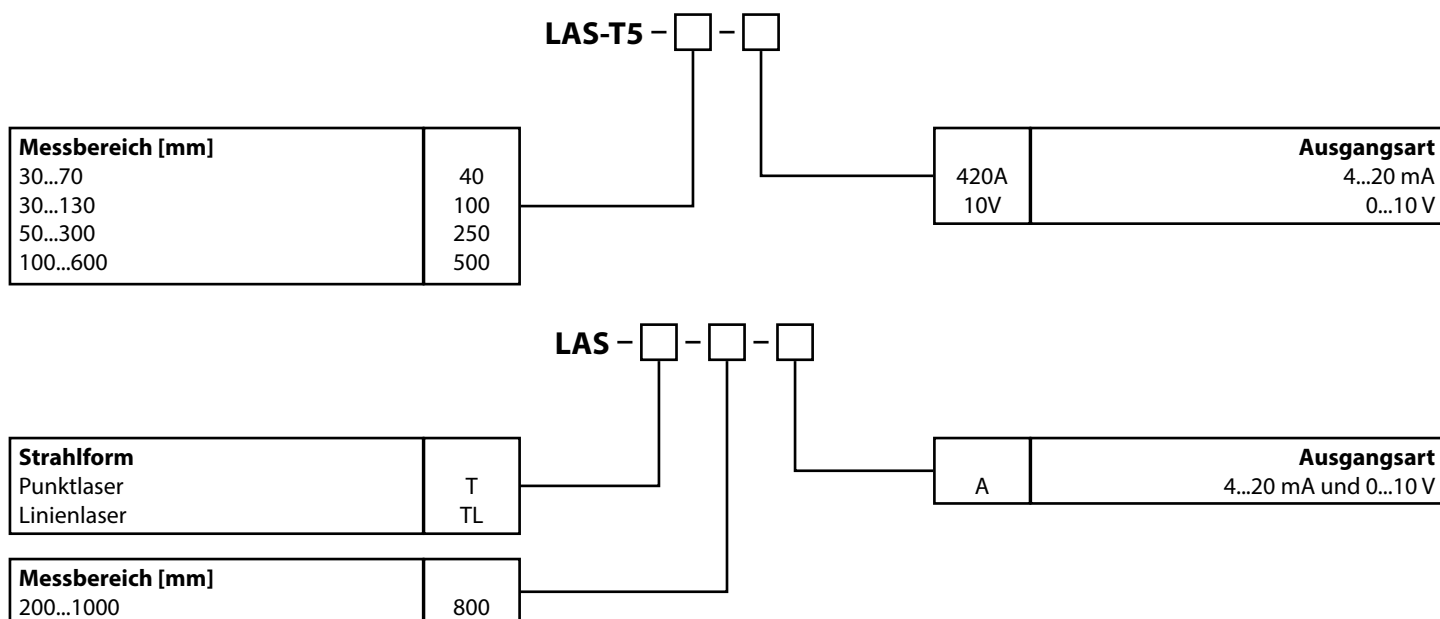 LAS-T5 – □ – □
Messbereich [mm]
30...70 40
30...130 100
50...300 250
100...600 500
Ausgangsart
420A 4...20 mA
10V 0...10 V
LAS – □ – □ – □
Strahlform
Punktlaser T
Linienlaser TL
Ausgangsart
A 4...20 mA und 0...10 V
Messbereich [mm]
200...1000 800